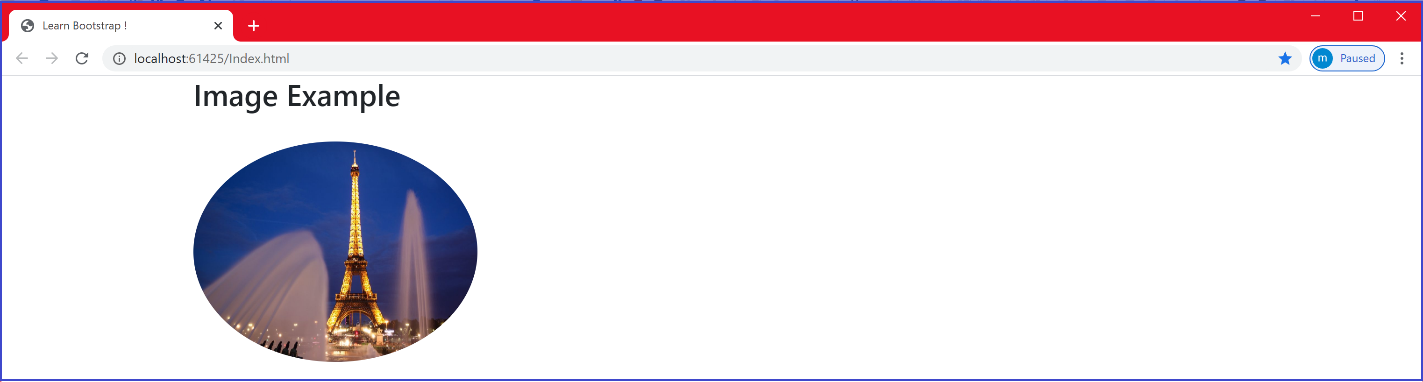 Learn Bootstrap !
localhost:61425/Index.html
m Paused
Image Example